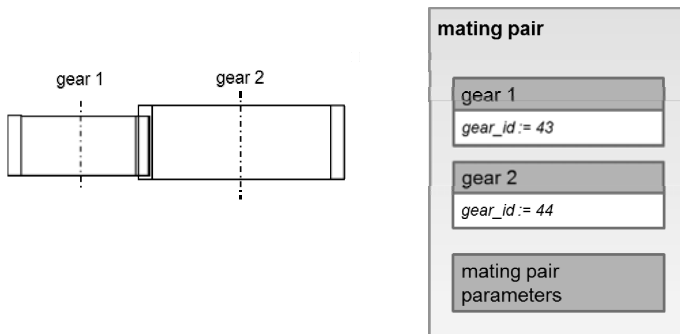 gear 1
gear 2
mating pair
gear 1
gear_id := 43
gear 2
gear_id := 44
mating pair
parameters